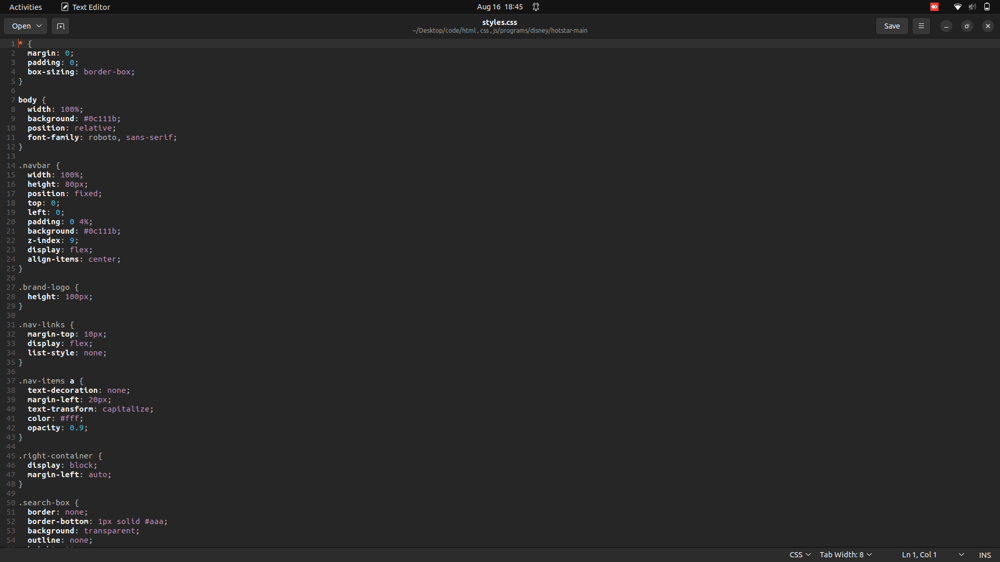 Activities Text Editor Aug 16 18:45
Open styles.css Save
~/Desktop/code/html , css , js/programs/disney/hotstar-main
1 * {
2 margin: 0;
3 padding: 0;
4 box-sizing: border-box;
5 }
6
7 body {
8 width: 100%;
9 background: #0c111b;
10 position: relative;
11 font-family: roboto, sans-serif;
12 }
13
14 .navbar {
15 width: 100%;
16 height: 80px;
17 position: fixed;
18 top: 0;
19 left: 0;
20 padding: 0 4%;
21 background: #0c111b;
22 z-index: 9;
23 display: flex;
24 align-items: center;
25 }
26
27 .brand-logo {
28 height: 100px;
29 }
30
31 .nav-links {
32 margin-top: 10px;
33 display: flex;
34 list-style: none;
35 }
36
37 .nav-items a {
38 text-decoration: none;
39 margin-left: 20px;
40 text-transform: capitalize;
41 color: #fff;
42 opacity: 0.9;
43 }
44
45 .right-container {
46 display: block;
47 margin-left: auto;
48 }
49
50 .search-box {
51 border: none;
52 border-bottom: 1px solid #aaa;
53 background: transparent;
54 outline: none;
CSS Tab Width: 8 Ln 1, Col 1 INS